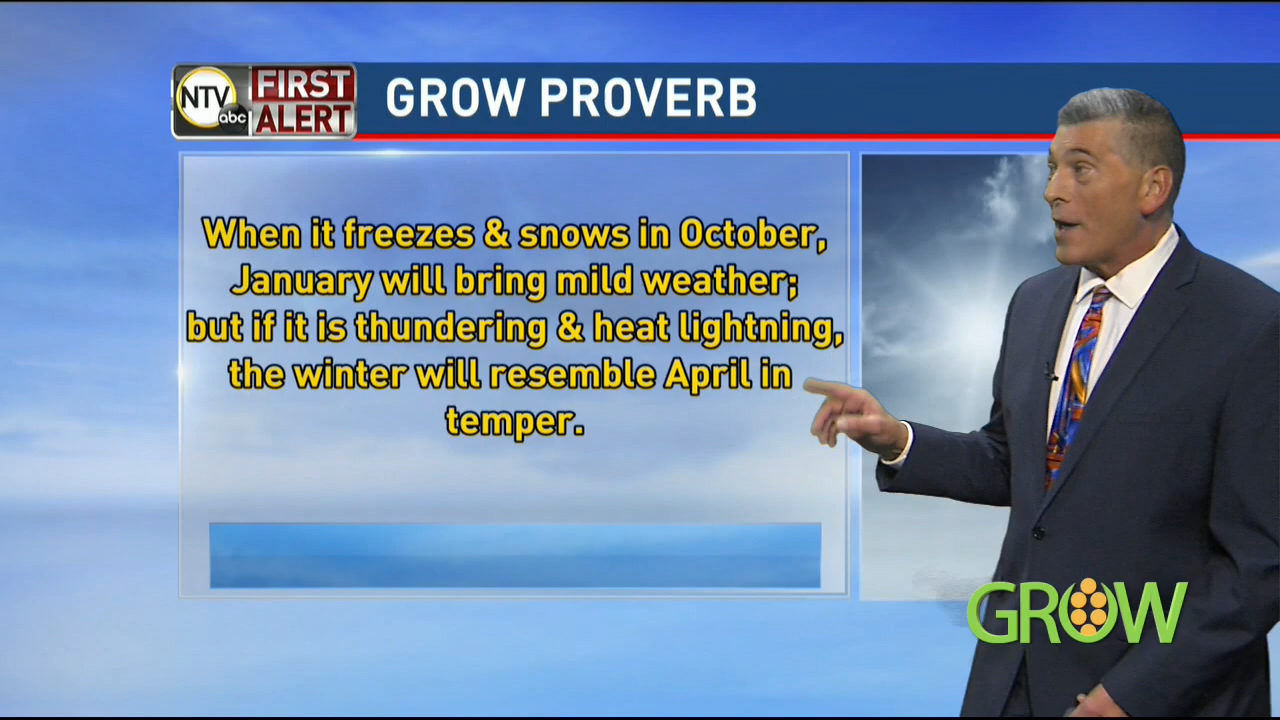 NTV
abc
FIRST
ALERT
GROW PROVERB
When it freezes & snows in October,
January will bring mild weather;
but if it is thundering & heat lightning,
the winter will resemble April in
temper.
GROW